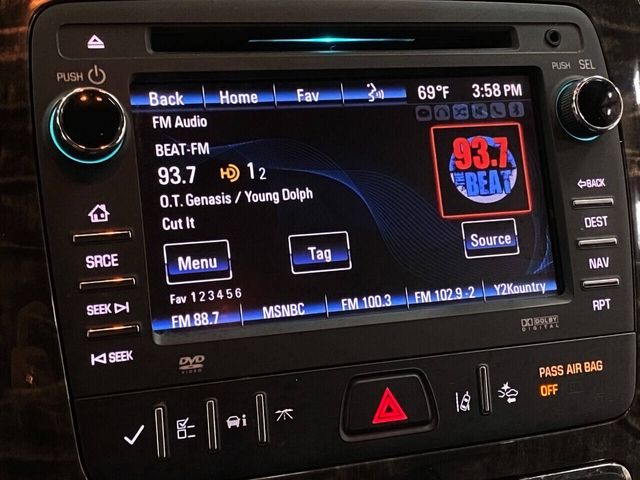 PUSH
PUSH SEL
Back Home Fav 69°F 3:58 PM
FM Audio
BEAT-FM
93.7 HD 1 2
O.T. Genasis / Young Dolph
Cut It
93.7
THE BEAT
Menu Tag Source
Fav 1 2 3 4 5 6
FM 88.7 MSNBC FM 100.3 FM 102.9 -2 Y2Kountry
SRCE
SEEK
SEEK
BACK
DEST
NAV
RPT
DVD
VIDEO
DOLBY
DIGITAL
i
PASS AIR BAG
OFF